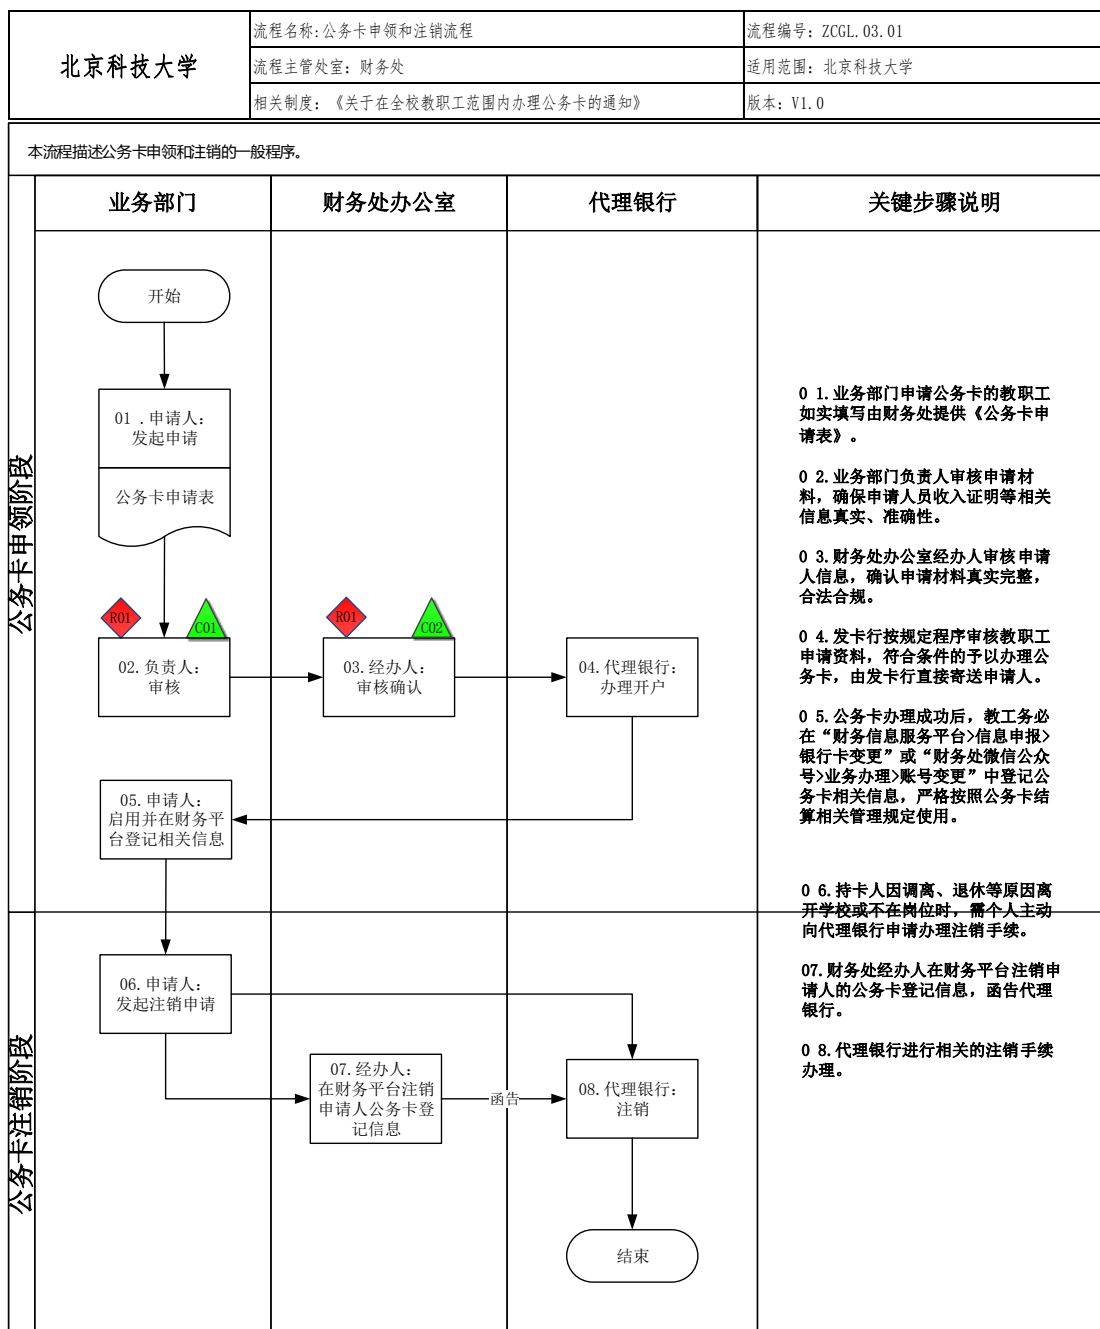 北京科技大学
流程名称:公务卡申领和注销流程
流程编号: ZCGL.03.01
流程主管处室: 财务处
适用范围: 北京科技大学
相关制度: 《关于在全校教职工范围内办理公务卡的通知》
版本: V1.0
本流程描述公务卡申领和注销的一般程序。
业务部门
财务处办公室
代理银行
关键步骤说明
公务卡申领阶段
开始
01 .申请人:
发起申请
公务卡申请表
R01
C01
02.负责人:
审核
R01
C02
03.经办人:
审核确认
04.代理银行:
办理开户
05.申请人:
启用并在财务平
台登记相关信息
0 1.业务部门申请公务卡的教职工
如实填写由财务处提供《公务卡申
请表》。
0 2.业务部门负责人审核申请材
料，确保申请人员收入证明等相关
信息真实、准确性。
0 3.财务处办公室经办人审核申请
人信息，确认申请材料真实完整，
合法合规。
0 4.发卡行按规定程序审核教职工
申请资料，符合条件的予以办理公
务卡，由发卡行直接寄送申请人。
0 5.公务卡办理成功后，教工务必
在“财务信息服务平台>信息申报>
银行卡变更”或“财务处微信公众
号>业务办理>账号变更”中登记公
务卡相关信息，严格按照公务卡结
算相关管理规定使用。
0 6.持卡人因调离、退休等原因离
开学校或不在岗位时，需个人主动
向代理银行申请办理注销手续。
07.财务处经办人在财务平台注销申
请人的公务卡登记信息，函告代理
银行。
0 8.代理银行进行相关的注销手续
办理。
公务卡注销阶段
06.申请人:
发起注销申请
07.经办人:
在财务平台注销
申请人公务卡登
记信息
函告
08.代理银行:
注销
结束